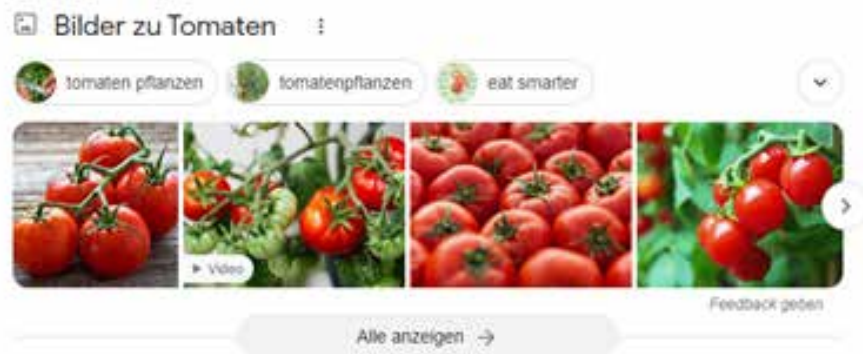 Bilder zu Tomaten
tomaten pflanzen tomatenpflanzen eat smarter
Video
Feedback geben
Alle anzeigen